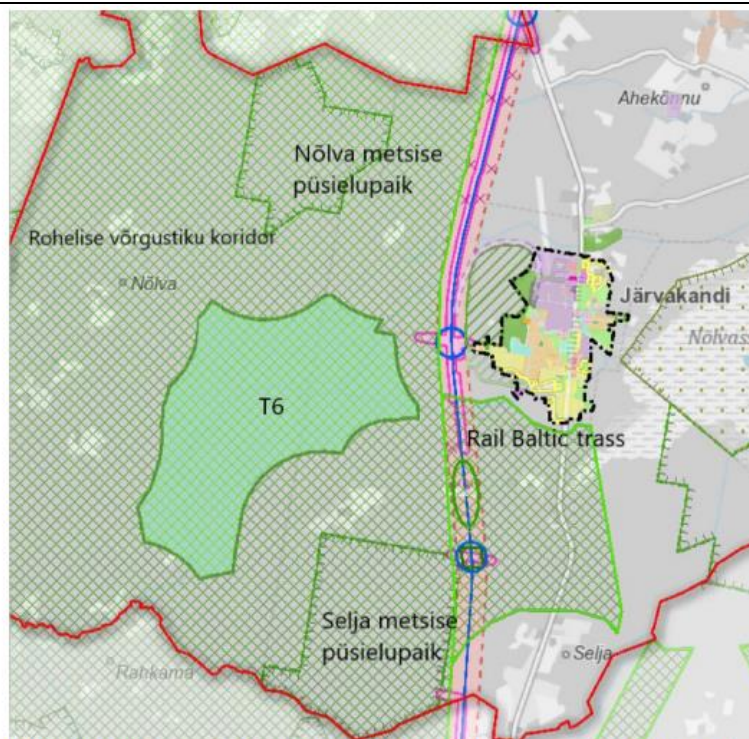 Ahekõnnu
Nõlva metsise
püsielupaik
Rohelise võrgustiku koridor
Nõlva
Järvakandi
T6
Rail Baltic trass
Selja metsise
püsielupaik
Selja
Rahkama